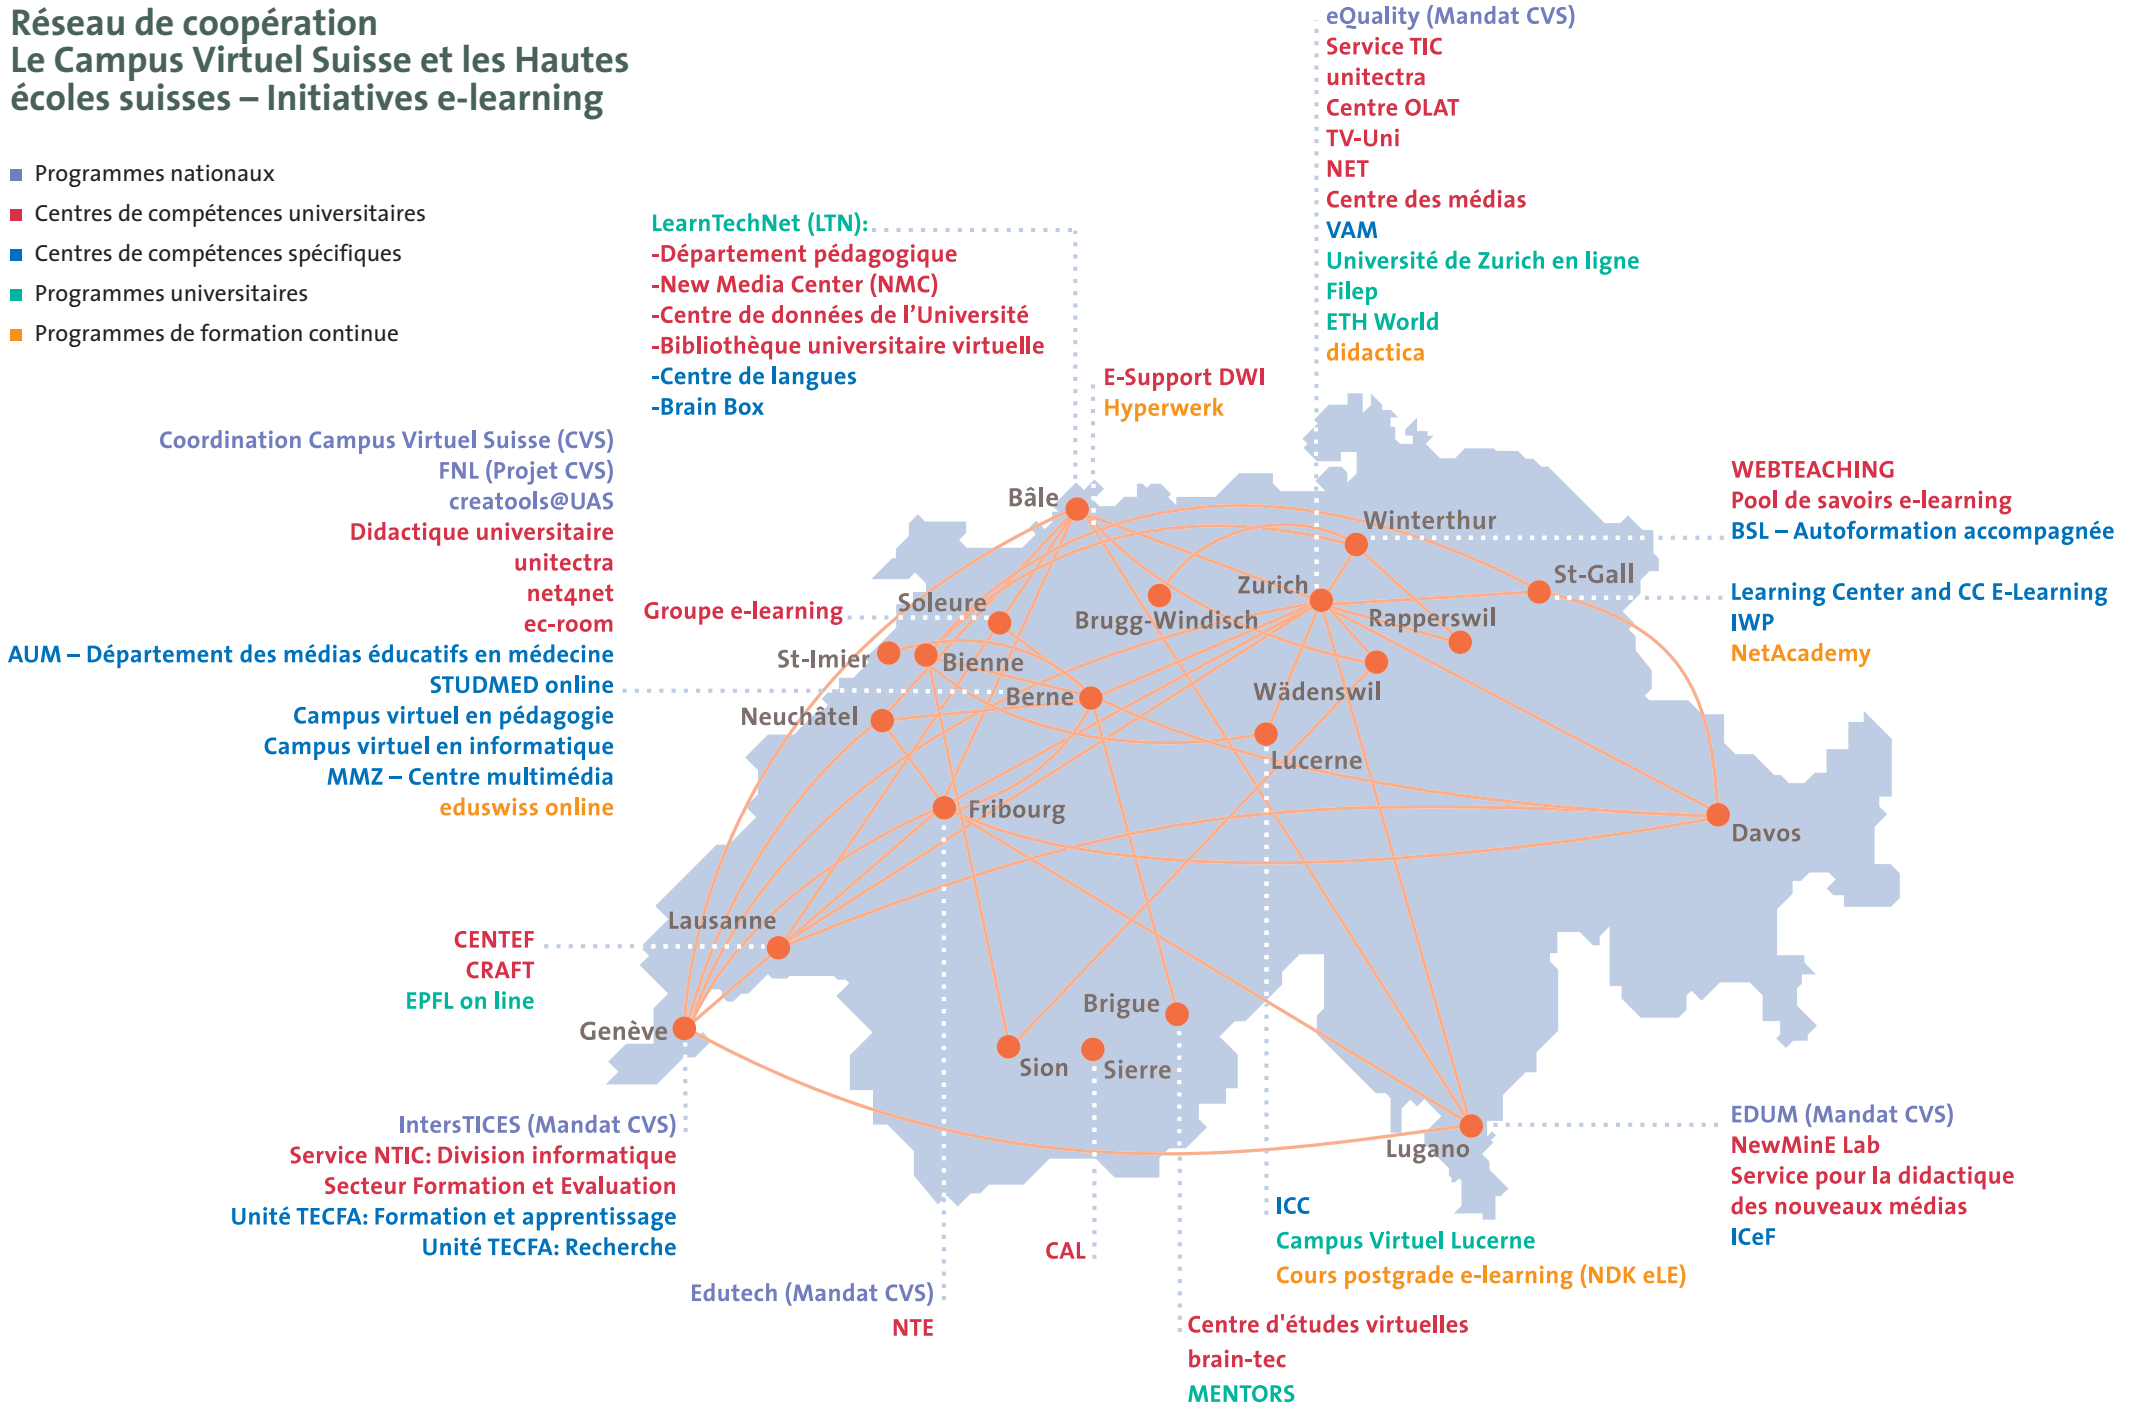 Réseau de coopération
Le Campus Virtuel Suisse et les Hautes
écoles suisses – Initiatives e-learning
Programmes nationaux
Centres de compétences universitaires
Centres de compétences spécifiques
Programmes universitaires
Programmes de formation continue
eQuality (Mandat CVS)
Service TIC
unitectra
Centre OLAT
TV-Uni
NET
Centre des médias
VAM
Université de Zurich en ligne
Filep
ETH World
didactica
LearnTechNet (LTN):
-Département pédagogique
-New Media Center (NMC)
-Centre de données de l’Université
-Bibliothèque universitaire virtuelle
-Centre de langues
-Brain Box
E-Support DWI
Hyperwerk
Coordination Campus Virtuel Suisse (CVS)
FNL (Projet CVS)
creatools@UAS
Didactique universitaire
unitectra
net4net
ec-room
AUM – Département des médias éducatifs en médecine
STUDMED online
Campus virtuel en pédagogie
Campus virtuel en informatique
MMZ – Centre multimédia
eduswiss online
Groupe e-learning
WEBTEACHING
Pool de savoirs e-learning
BSL – Autoformation accompagnée
Learning Center and CC E-Learning
IWP
NetAcademy
Bâle
Winterthur
St-Gall
Zurich
Soleure
Brugg-Windisch
Rapperswil
St-Imier
Bienne
Wädenswil
Berne
Neuchâtel
Lucerne
Fribourg
Davos
Lausanne
Genève
Brigue
Sion
Sierre
Lugano
CENTEF
CRAFT
EPFL on line
IntersTICES (Mandat CVS)
Service NTIC: Division informatique
Secteur Formation et Evaluation
Unité TECFA: Formation et apprentissage
Unité TECFA: Recherche
Edutech (Mandat CVS)
NTE
CAL
ICC
Campus Virtuel Lucerne
Cours postgrade e-learning (NDK eLE)
Centre d'études virtuelles
brain-tec
MENTORS
EDUM (Mandat CVS)
NewMinE Lab
Service pour la didactique
des nouveaux médias
ICeF